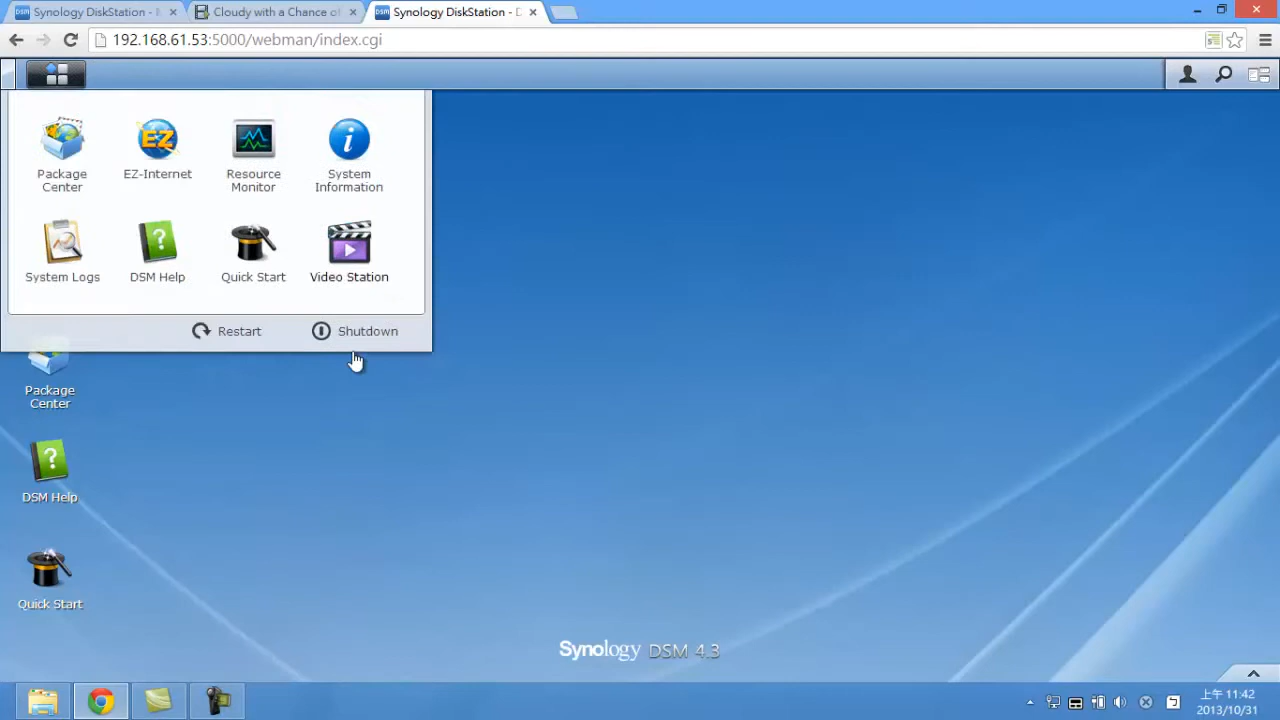 Synology DiskStation -
Cloudy with a Chance of
Synology DiskStation - D
192.168.61.53:5000/webman/index.cgi
Package Center
EZ-Internet
Resource Monitor
System Information
System Logs
DSM Help
Quick Start
Video Station
Restart
Shutdown
Package Center
DSM Help
Quick Start
Synology DSM 4.3
上午 11:42
2013/10/31